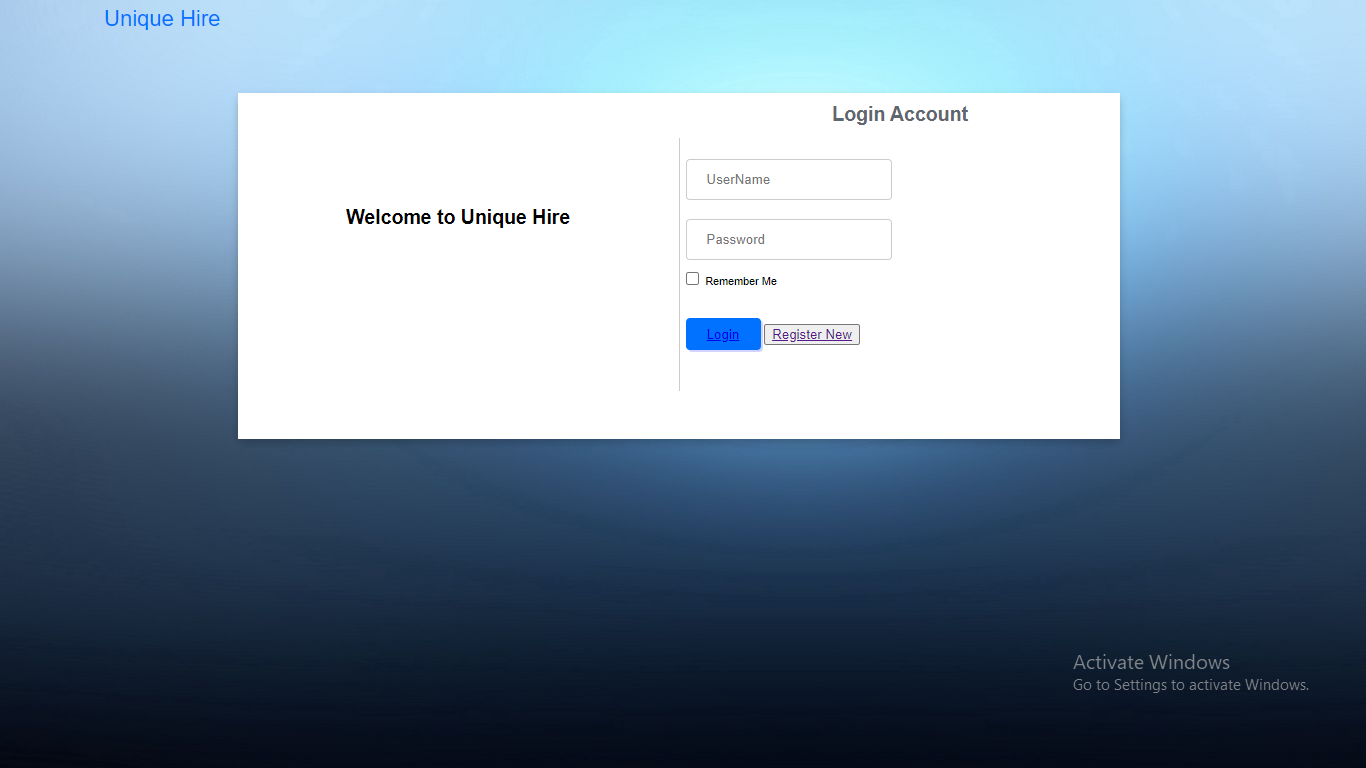 Unique Hire
Login Account
Welcome to Unique Hire
UserName
Password
Remember Me
Login
Register New
Activate Windows
Go to Settings to activate Windows.